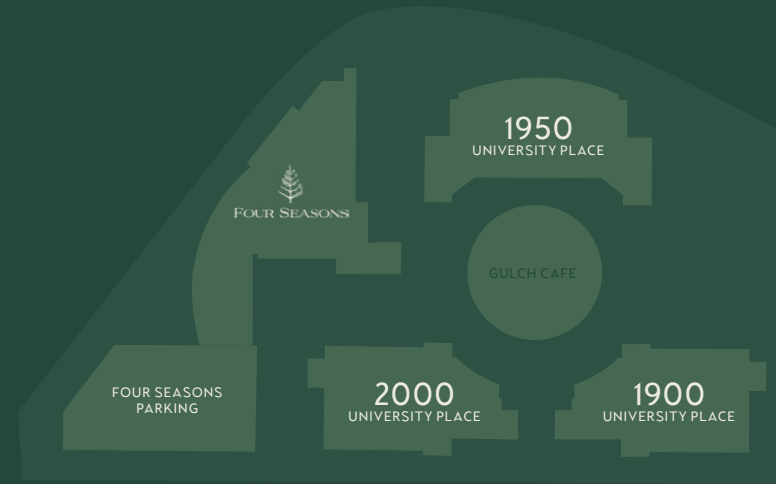 1950
UNIVERSITY PLACE
FOUR SEASONS
GULCH CAFE
FOUR SEASONS
PARKING
2000
UNIVERSITY PLACE
1900
UNIVERSITY PLACE